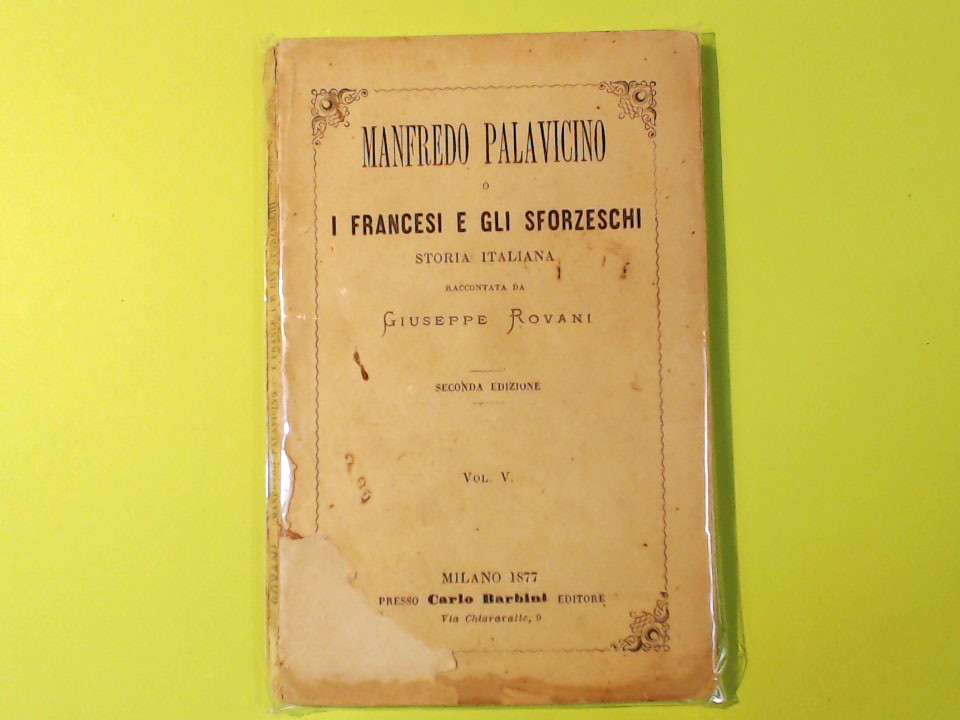 MANFREDO PALAVICINO
O
I FRANCESI E GLI SFORZESCHI
STORIA ITALIANA
RACCONTATA DA
GIUSEPPE ROVANI
SECONDA EDIZIONE
VOL. V.
MILANO 1877
PRESSO Carlo Barbini EDITORE
Via Chiaravalle, 9